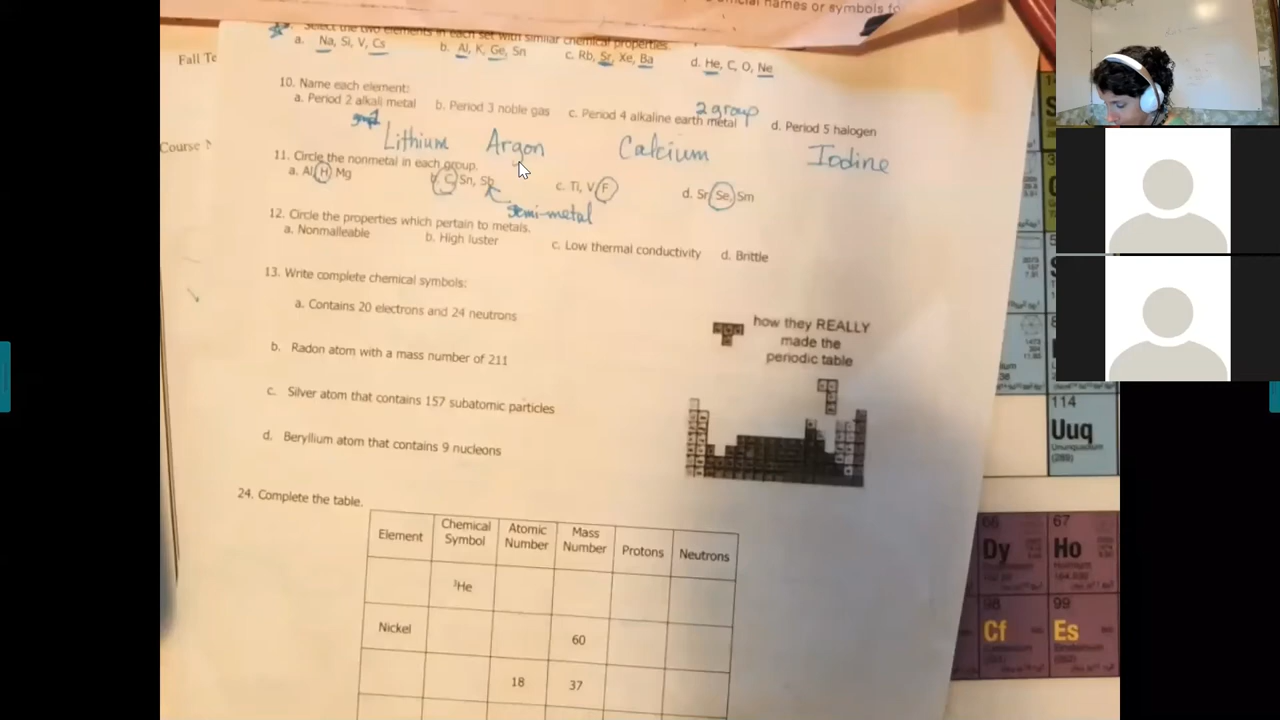 names or symbols fo
Select the two elements in each set with similar chemical properties.
a. Na, Si, V, Cs b. Al, K, Ge, Sn c. Rb, Sr, Xe, Ba d. He, C, O, Ne
Fall Te
10. Name each element:
a. Period 2 alkali metal b. Period 3 noble gas c. Period 4 alkaline earth metal d. Period 5 halogen
2 group
Lithium Argon Calcium Iodine
Course
11. Circle the nonmetal in each group.
a. Al H Mg b. C, Sn, Sb c. Ti, V F d. Sr Se, Sm
semi-metal
12. Circle the properties which pertain to metals.
a. Nonmalleable b. High luster c. Low thermal conductivity d. Brittle
13. Write complete chemical symbols:
a. Contains 20 electrons and 24 neutrons
b. Radon atom with a mass number of 211
c. Silver atom that contains 157 subatomic particles
d. Beryllium atom that contains 9 nucleons
how they REALLY
made the
periodic table
24. Complete the table.
Element Chemical Symbol Atomic Number Mass Number Protons Neutrons
³He
Nickel 60
18 37
114
Uuq
Ununquadium
(289)
66 67
Dy Ho
98 99
Cf Es